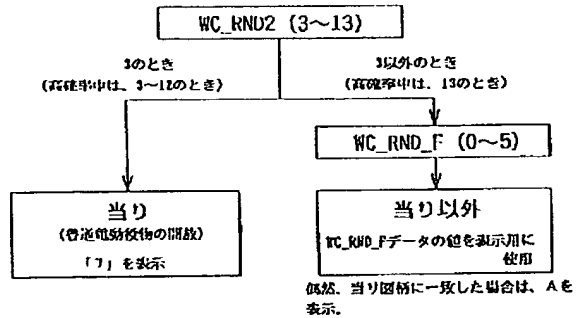 WC_RND2 (3～13)
3のとき
(高確率中は、3～12のとき)
3以外のとき
(高確率中は、13のとき)
WC_RND_F (0～5)
当り
(普通電動役物の開放)
「7」を表示
当り以外
WC_RND_Fデータの値を表示用に
使用
偶然、当り図柄に一致した場合は、Aを
表示。